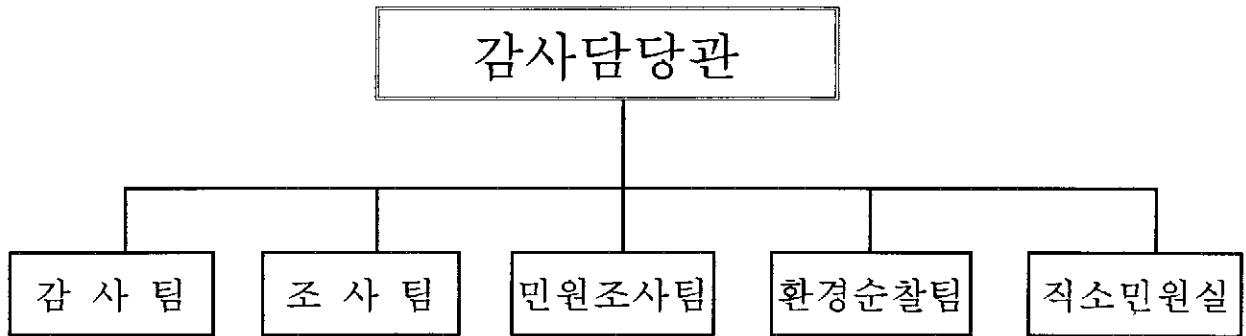 감사담당관
감 사 팀
조 사 팀
민원조사팀
환경순찰팀
직소민원실